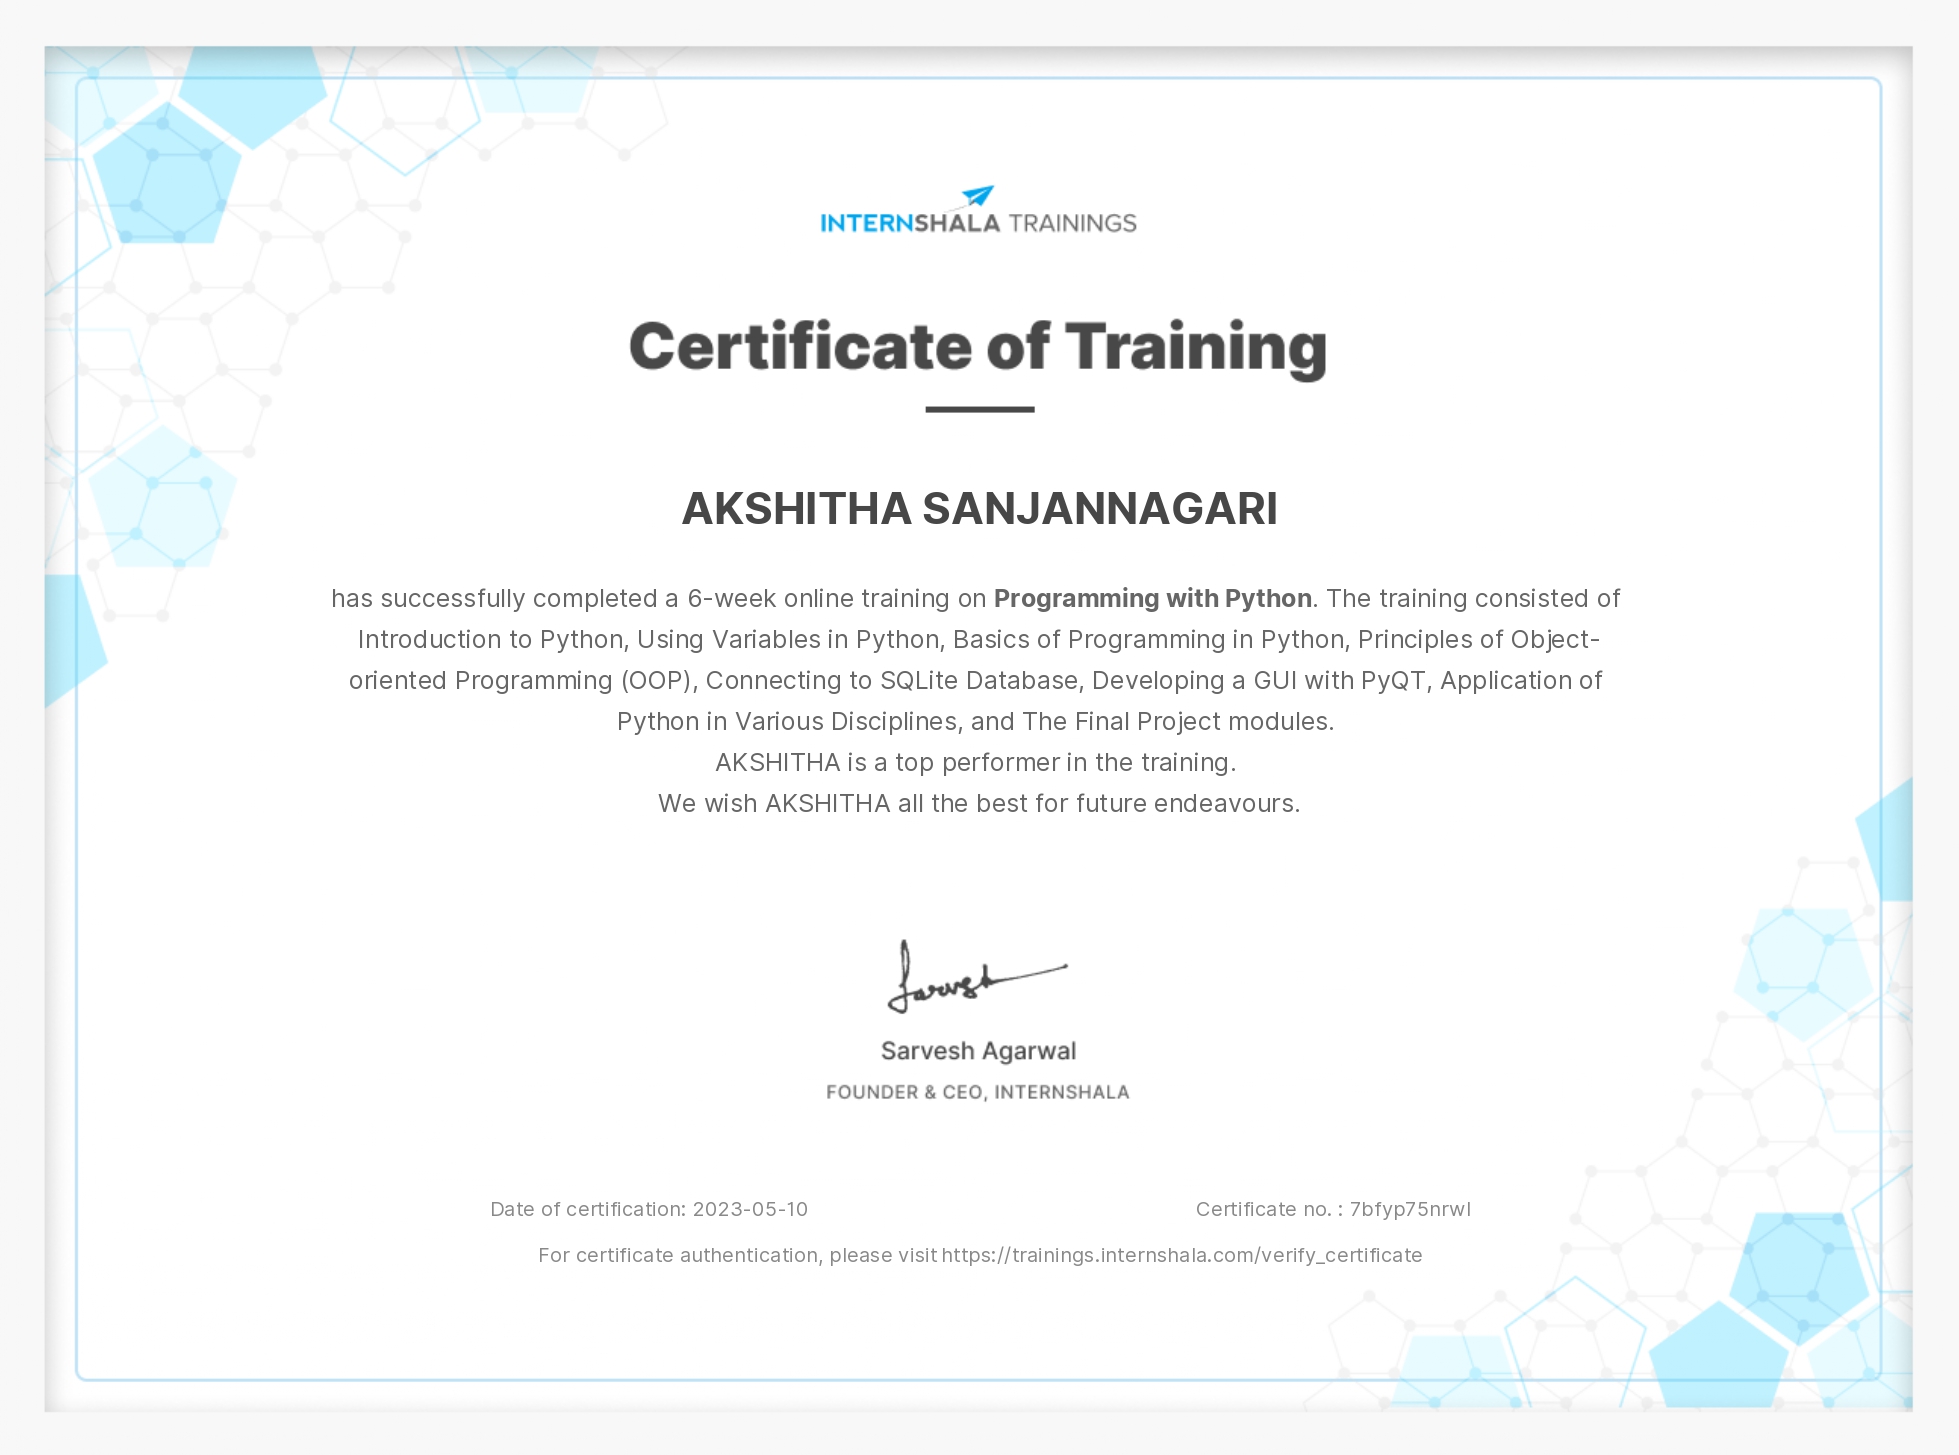 INTERNSHALA TRAININGS
Certificate of Training
AKSHITHA SANJANNAGARI
has successfully completed a 6-week online training on Programming with Python. The training consisted of
Introduction to Python, Using Variables in Python, Basics of Programming in Python, Principles of Object-
oriented Programming (OOP), Connecting to SQLite Database, Developing a GUI with PyQT, Application of
Python in Various Disciplines, and The Final Project modules.
AKSHITHA is a top performer in the training.
We wish AKSHITHA all the best for future endeavours.
Sarvesh
Sarvesh Agarwal
FOUNDER & CEO, INTERNSHALA
Date of certification: 2023-05-10
Certificate no. : 7bfyp75nrwl
For certificate authentication, please visit https://trainings.internshala.com/verify_certificate